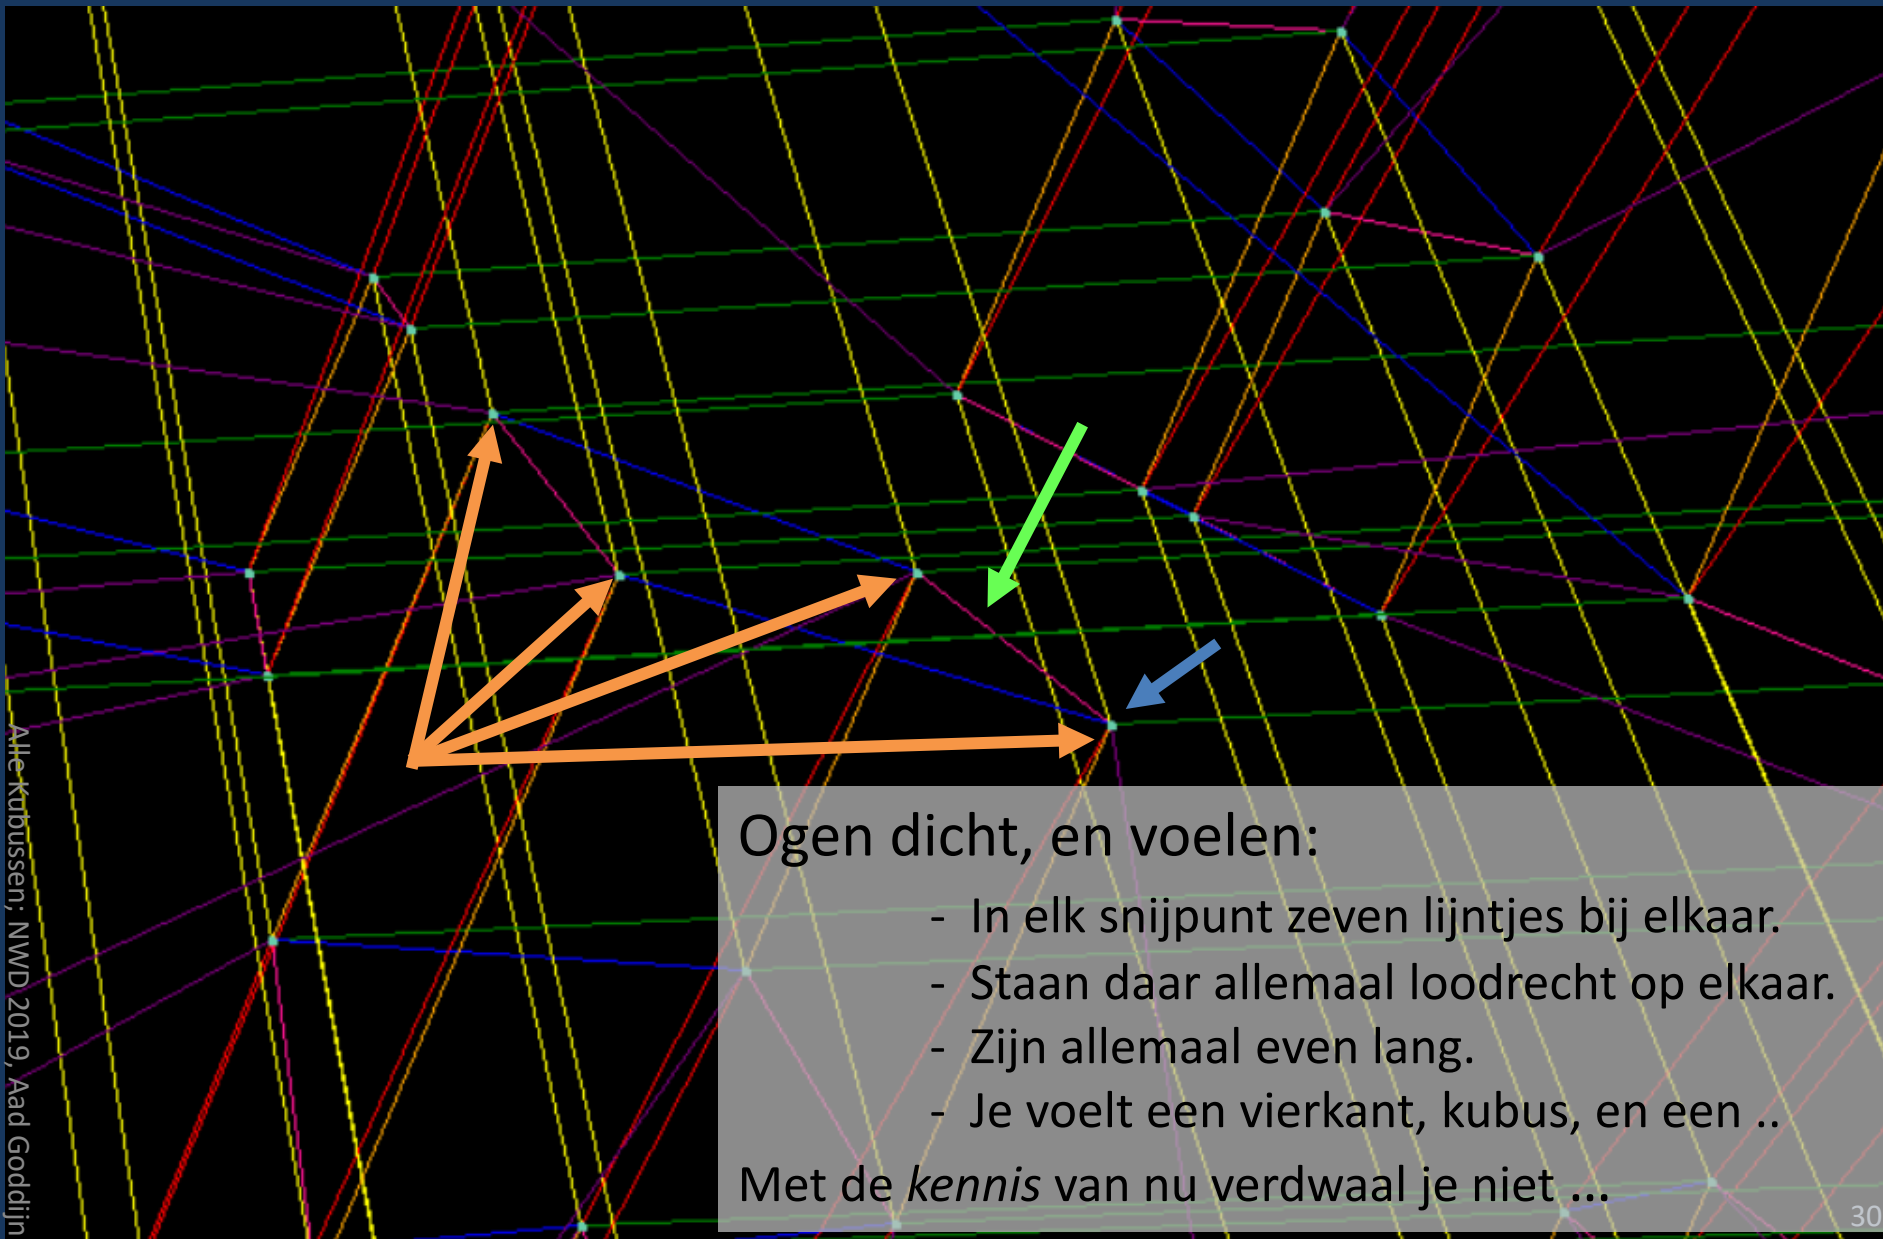 Ogen dicht, en voelen:
- In elk snijpunt zeven lijntjes bij elkaar.
- Staan daar allemaal loodrecht op elkaar.
- Zijn allemaal even lang.
- Je voelt een vierkant, kubus, en een ..
Met de kennis van nu verdwaal je niet ...
Alle Kubussen; NWD 2019, Aad Goddijn
30